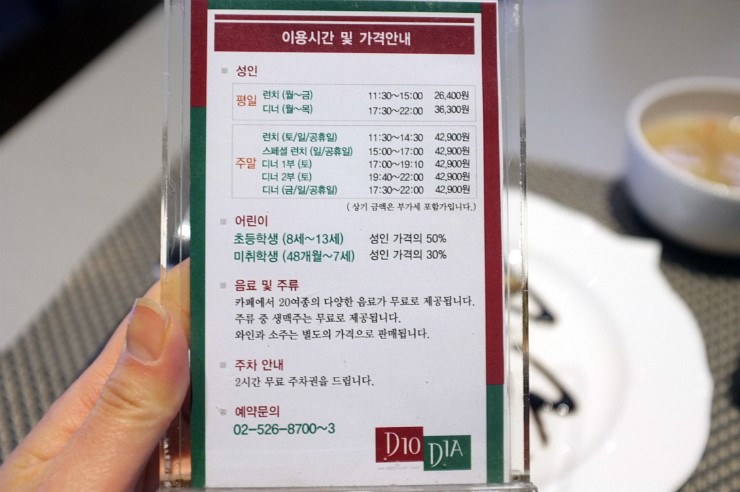 이용시간 및 가격안내
성인
평일
런치 (월~금) 11:30~15:00 26,400원
디너 (월~목) 17:30~22:00 36,300원
주말
런치 (토/일/공휴일) 11:30~14:30 42,900원
스페셜 런치 (일/공휴일) 15:00~17:00 42,900원
디너 1부 (토) 17:00~19:10 42,900원
디너 2부 (토) 19:40~22:00 42,900원
디너 (금/일/공휴일) 17:30~22:00 42,900원
( 상기 금액은 부가세 포함가입니다.)
어린이
초등학생 (8세~13세) 성인 가격의 50%
미취학생 (48개월~7세) 성인 가격의 30%
음료 및 주류
카페에서 20여종의 다양한 음료가 무료로 제공됩니다.
주류 중 생맥주는 무료로 제공됩니다.
와인과 소주는 별도의 가격으로 판매됩니다.
주차 안내
2시간 무료 주차권을 드립니다.
예약문의
02-526-8700~3
DIO
DIA